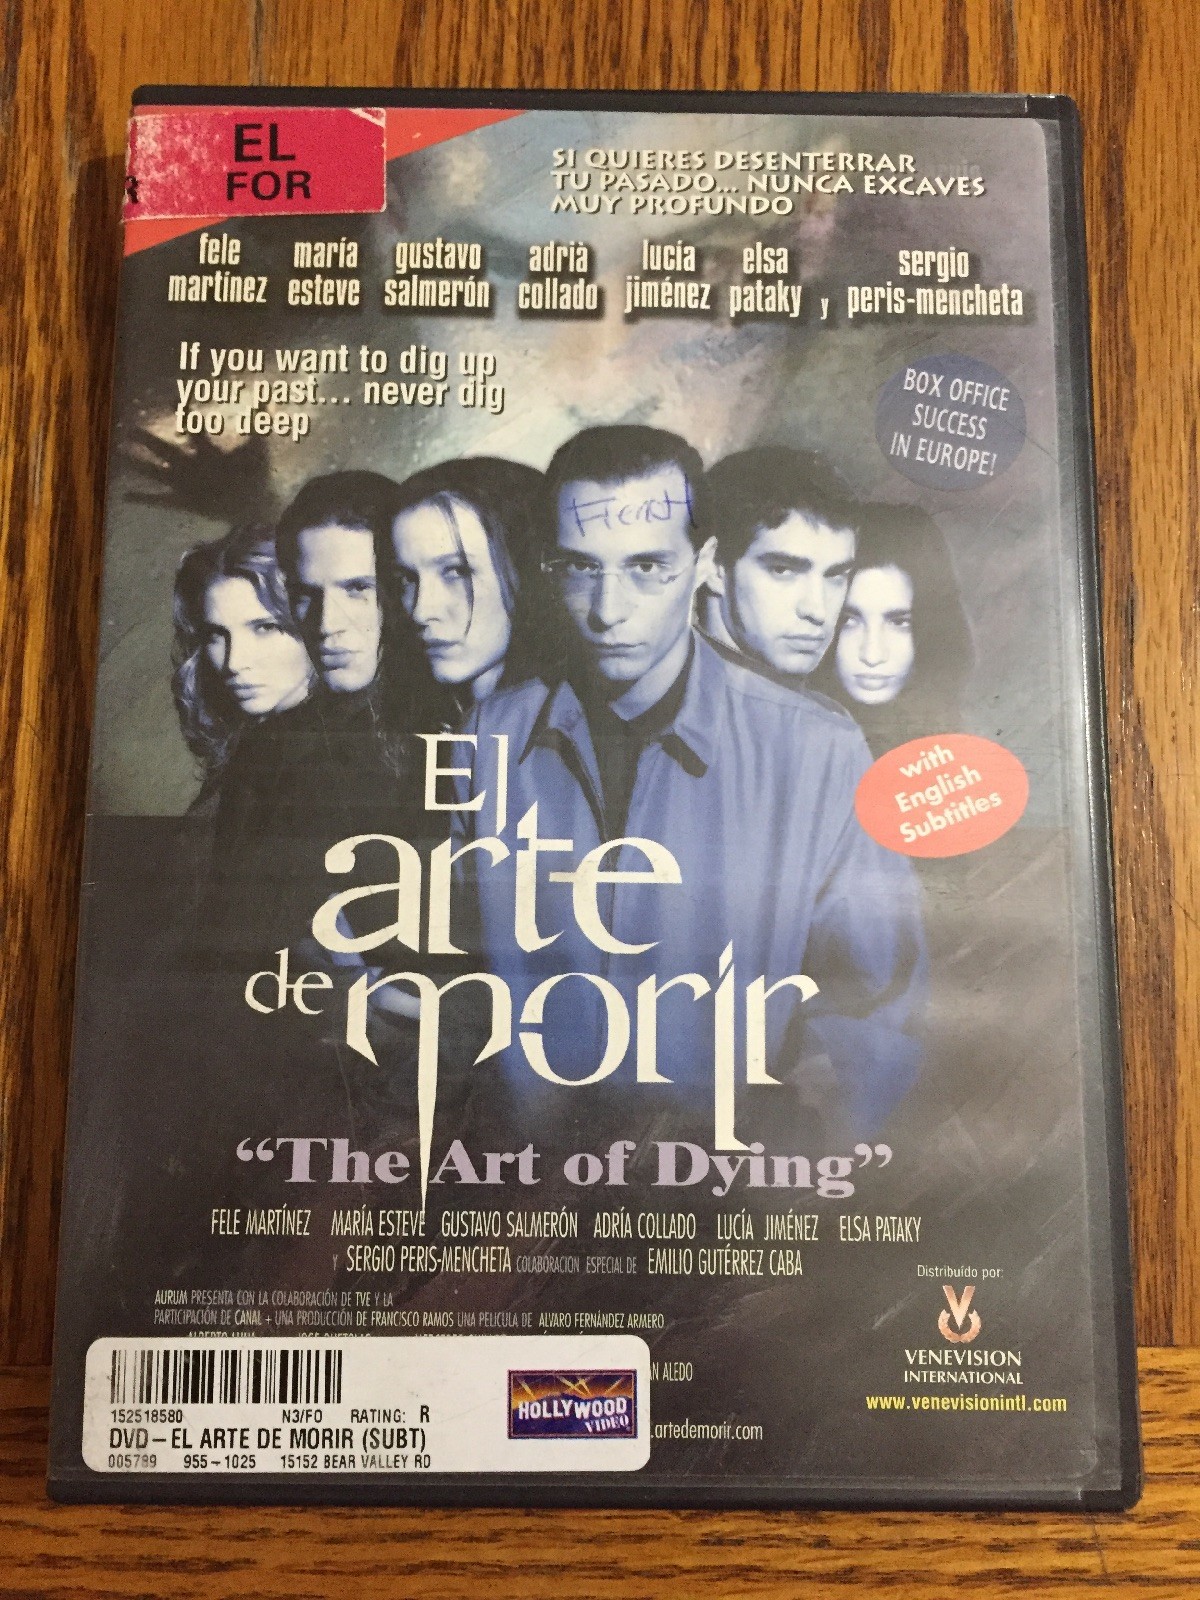 EL
FOR
R
SI QUIERES DESENTERRAR
TU PASADO... NUNCA EXCAVES
MUY PROFUNDO
fele martínez
maría esteve
gustavo salmerón
adrià collado
lucía jiménez
elsa pataky
y
sergio peris-mencheta
If you want to dig up
your past... never dig
too deep
BOX OFFICE
SUCCESS
IN EUROPE!
with
English
Subtitles
El
arte
de morir
"The Art of Dying"
FELE MARTÍNEZ MARÍA ESTEVE GUSTAVO SALMERÓN ADRÍA COLLADO LUCÍA JIMÉNEZ ELSA PATAKY
Y SERGIO PERIS-MENCHETA COLABORACION ESPECIAL DE EMILIO GUTÉRREZ CABA
AURUM PRESENTA CON LA COLABORACIÓN DE TVE Y LA
PARTICIPACIÓN DE CANAL + UNA PRODUCCIÓN DE FRANCISCO RAMOS UNA PELICULA DE ALVARO FERNÁNDEZ ARMERO
AN ALEDO
.artedemorir.com
Distribuído por:
VENEVISION
INTERNATIONAL
www.venevisionintl.com
152518580 N3/FO RATING: R
DVD-EL ARTE DE MORIR (SUBT)
005789 955-1025 15152 BEAR VALLEY RD
HOLLYWOOD
VIDEO